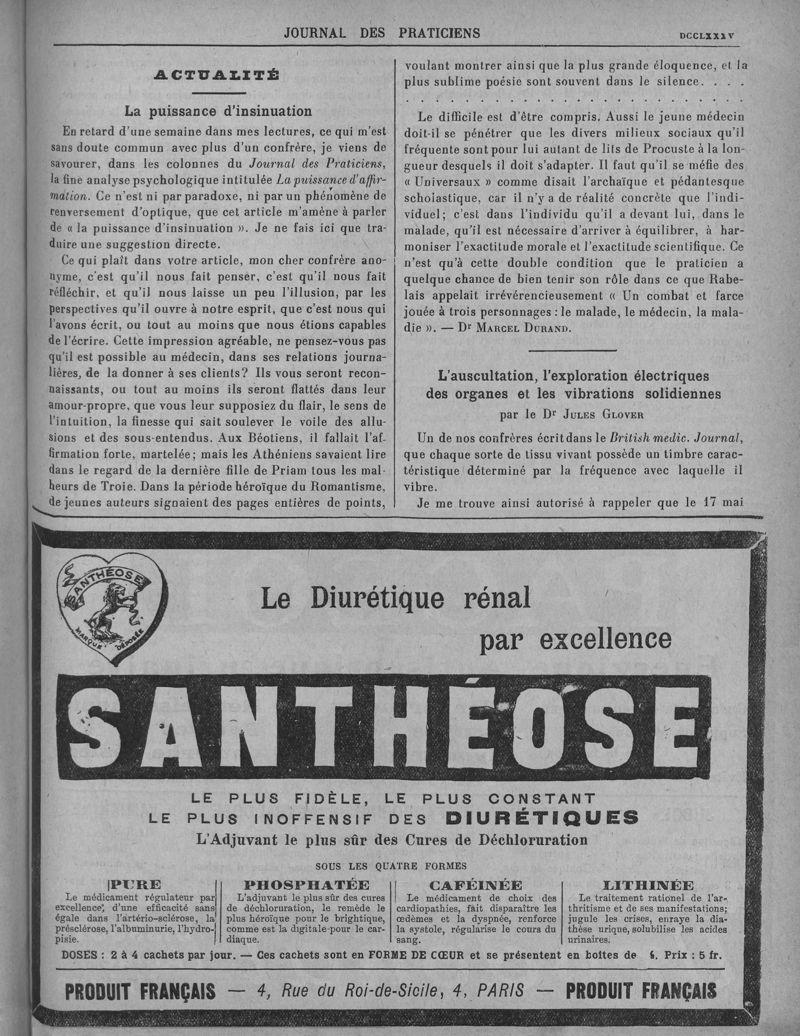 JOURNAL DES PRATICIENS
DCCLXXXV
ACTUALITÉ
La puissance d'insinuation
En retard d'une semaine dans mes lectures, ce qui m'est
sans doute commun avec plus d'un confrère, je viens de
savourer, dans les colonnes du Journal des Praticiens,
la fine analyse psychologique intitulée La puissance d'affir-
mation. Ce n'est ni par paradoxe, ni par un phénomène de
renversement d'optique, que cet article m'amène à parler
de « la puissance d'insinuation ». Je ne fais ici que tra-
duire une suggestion directe.
Ce qui plaît dans votre article, mon cher confrère ano-
nyme, c'est qu'il nous fait penser, c'est qu'il nous fait
réfléchir, et qu'il nous laisse un peu l'illusion, par les
perspectives qu'il ouvre à notre esprit, que c'est nous qui
l'avons écrit, ou tout au moins que nous étions capables
de l'écrire. Cette impression agréable, ne pensez-vous pas
qu'il est possible au médecin, dans ses relations journa-
lières, de la donner à ses clients? Ils vous seront recon-
naissants, ou tout au moins ils seront flattés dans leur
amour-propre, que vous leur supposiez du flair, le sens de
l'intuition, la finesse qui sait soulever le voile des allu-
sions et des sous-entendus. Aux Béotiens, il fallait l'af-
firmation forte, martelée; mais les Athéniens savaient lire
dans le regard de la dernière fille de Priam tous les mal-
heurs de Troie. Dans la période héroïque du Romantisme,
de jeunes auteurs signaient des pages entières de points,
voulant montrer ainsi que la plus grande éloquence, et la
plus sublime poésie sont souvent dans le silence. . . .
. . . . . . . . . . . . . . . . . . . . . . .
Le difficile est d'être compris. Aussi le jeune médecin
doit-il se pénétrer que les divers milieux sociaux qu'il
fréquente sont pour lui autant de lits de Procuste à la lon-
gueur desquels il doit s'adapter. Il faut qu'il se méfie des
« Universaux » comme disait l'archaïque et pédantesque
scholastique, car il n'y a de réalité concrète que l'indi-
viduel; c'est dans l'individu qu'il a devant lui, dans le
malade, qu'il est nécessaire d'arriver à équilibrer, à har-
moniser l'exactitude morale et l'exactitude scientifique. Ce
n'est qu'à cette double condition que le praticien a
quelque chance de bien tenir son rôle dans ce que Rabe-
lais appelait irrévérencieusement « Un combat et farce
jouée à trois personnages : le malade, le médecin, la mala-
die ». — Dr MARCEL DURAND.
L'auscultation, l'exploration électriques
des organes et les vibrations solidiennes
par le Dr JULES GLOVER
Un de nos confrères écrit dans le British medic. Journal,
que chaque sorte de tissu vivant possède un timbre carac-
téristique déterminé par la fréquence avec laquelle il
vibre.
Je me trouve ainsi autorisé à rappeler que le 17 mai
SANTHÉOSE
MARQUE DÉPOSÉE
Le Diurétique rénal
par excellence
SANTHÉOSE
LE PLUS FIDÈLE, LE PLUS CONSTANT
LE PLUS INOFFENSIF DES DIURÉTIQUES
L'Adjuvant le plus sûr des Cures de Déchloruration
SOUS LES QUATRE FORMES
PURE
Le médicament régulateur par
excellence, d'une efficacité sans
égale dans l'artério-sclérose, la
présclérose, l'albuminurie, l'hydro-
pisie.
PHOSPHATÉE
L'adjuvant le plus sûr des cures
de déchloruration, le remède le
plus héroïque pour le brightique,
comme est la digitale pour le car-
diaque.
CAFÉINÉE
Le médicament de choix des
cardiopathies, fait disparaître les
œdèmes et la dyspnée, renforce
la systole, régularise le cours du
sang.
LITHINÉE
Le traitement rationel de l'ar-
thritisme et de ses manifestations;
jugule les crises, enraye la dia-
thèse urique, solubilise les acides
urinaires.
DOSES : 2 à 4 cachets par jour. — Ces cachets sont en FORME DE CŒUR et se présentent en boîtes de Prix : 5 fr.
PRODUIT FRANÇAIS — 4, Rue du Roi-de-Sicile, 4, PARIS — PRODUIT FRANÇAIS